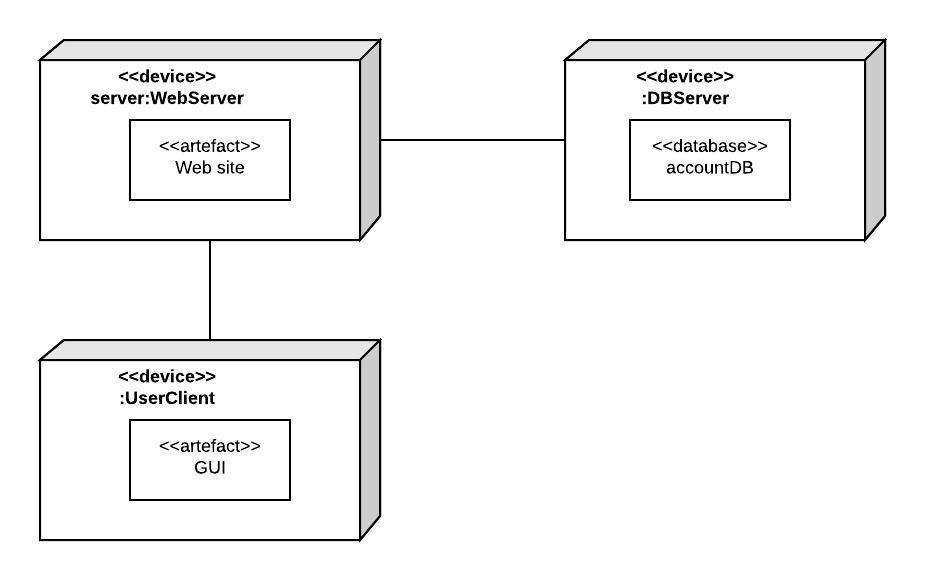 <<device>>
server:WebServer
<<artefact>>
Web site
<<device>>
:DBServer
<<database>>
accountDB
<<device>>
:UserClient
<<artefact>>
GUI